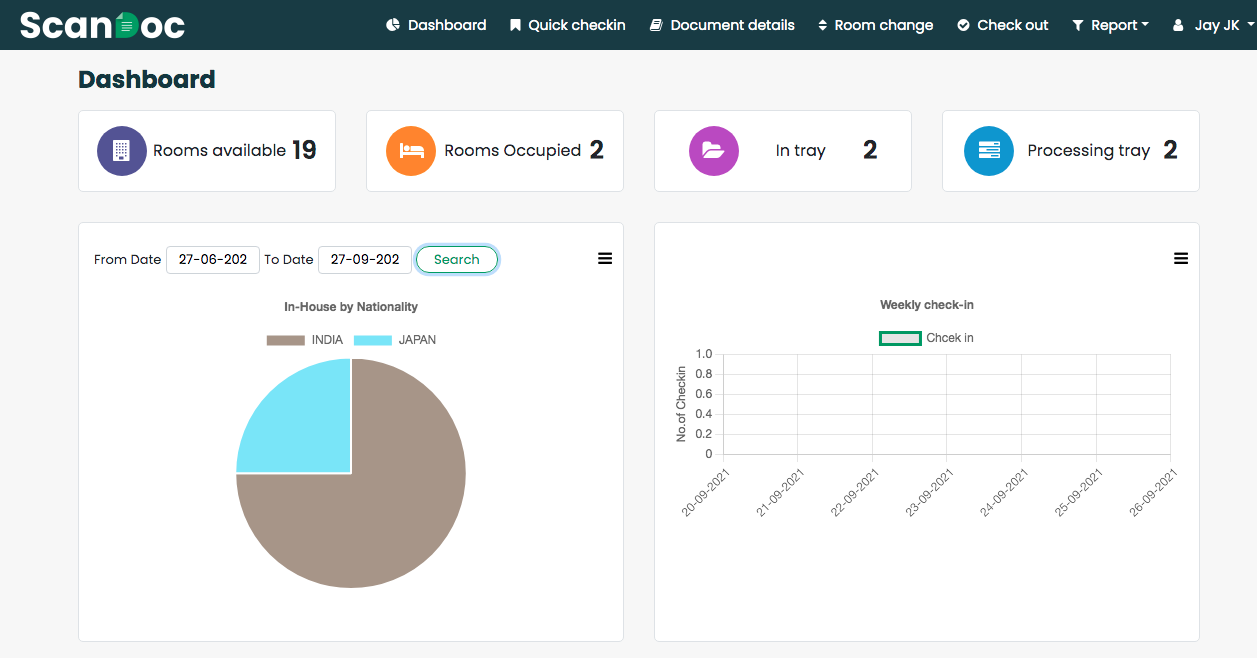 ScanDoc Dashboard Quick checkin Document details Room change Check out Report Jay JK
Dashboard
Rooms available 19
Rooms Occupied 2
In tray 2
Processing tray 2
From Date 27-06-202 To Date 27-09-202 Search
In-House by Nationality
INDIA JAPAN
Weekly check-in
Chcek in
No.of Checkin
1.0
0.8
0.6
0.4
0.2
0
20-09-2021 21-09-2021 22-09-2021 23-09-2021 24-09-2021 25-09-2021 26-09-2021